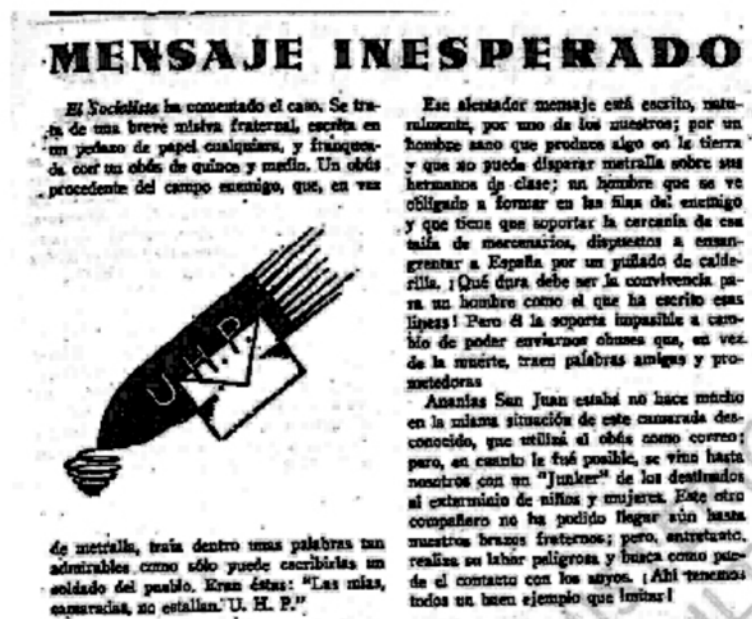 MENSAJE INESPERADO
El Socialista ha comentado el caso. Se tra-
ta de una breve misiva fraternal, escrita en
un pedazo de papel cualquiera, y franquea-
da con un obús de quince y medio. Un obús
procedente del campo enemigo, que, en vez
U. H. P.
de metralla, traía dentro unas palabras tan
admirables como sólo puede escribirlas un
soldado del pueblo. Eran éstas: "Las mías,
camaradas, no estallan. U. H. P."
Ese alentador mensaje está escrito, natu-
ralmente, por uno de los nuestros; por un
hombre sano que produce algo en la tierra
y que no puede disparar metralla sobre sus
hermanos de clase; un hombre que se ve
obligado a formar en las filas del enemigo
y que tiene que soportar la cercanía de esa
taifa de mercenarios, dispuestos a ensan-
grentar a España por un puñado de calde-
rilla. ¡Qué dura debe ser la convivencia pa-
ra un hombre como el que ha escrito esas
líneas! Pero él la soporta impasible a cam-
bio de poder enviarnos obuses que, en vez
de la muerte, traen palabras amigas y pro-
metedoras
Ananías San Juan estaba no hace mucho
en la misma situación de este camarada des-
conocido, que utiliza el obús como correo;
pero, en cuanto le fué posible, se vino hasta
nosotros con un "Junker" de los destinados
al exterminio de niños y mujeres. Este otro
compañero no ha podido llegar aún hasta
nuestros brazos fraternos; pero, entretanto,
realiza su labor peligrosa y busca como pue-
de el contacto con los suyos. ¡Ahí tenemos
todos un buen ejemplo que imitar!